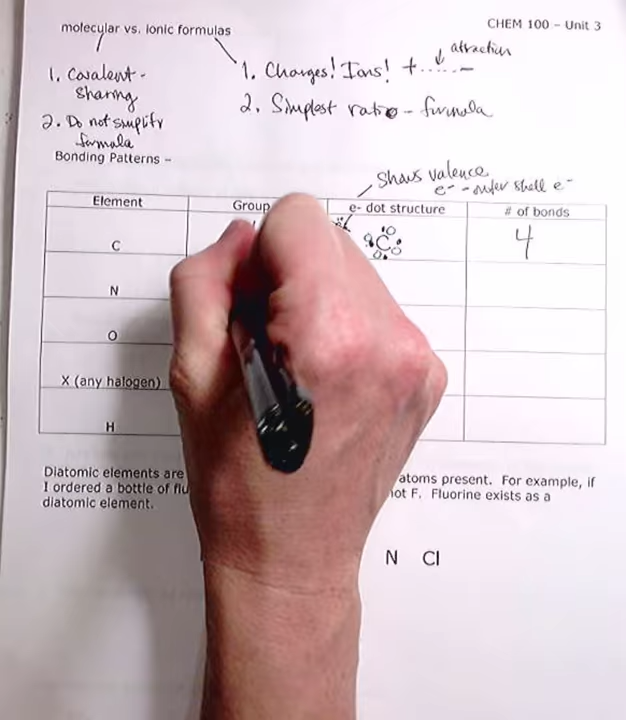 CHEM 100 – Unit 3
molecular vs. ionic formulas
1. Covalent - 1. Charges! Ions! +......– attraction
sharing
2. Do not simplify 2. Simplest ratio - formula
formula
Bonding Patterns –
Shows valence
e⁻ - outer shell e⁻
Element Group e- dot structure # of bonds
C C 4
N
O
X (any halogen)
H
Diatomic elements are atoms present. For example, if
I ordered a bottle of F. Fluorine exists as a
diatomic element.
N Cl